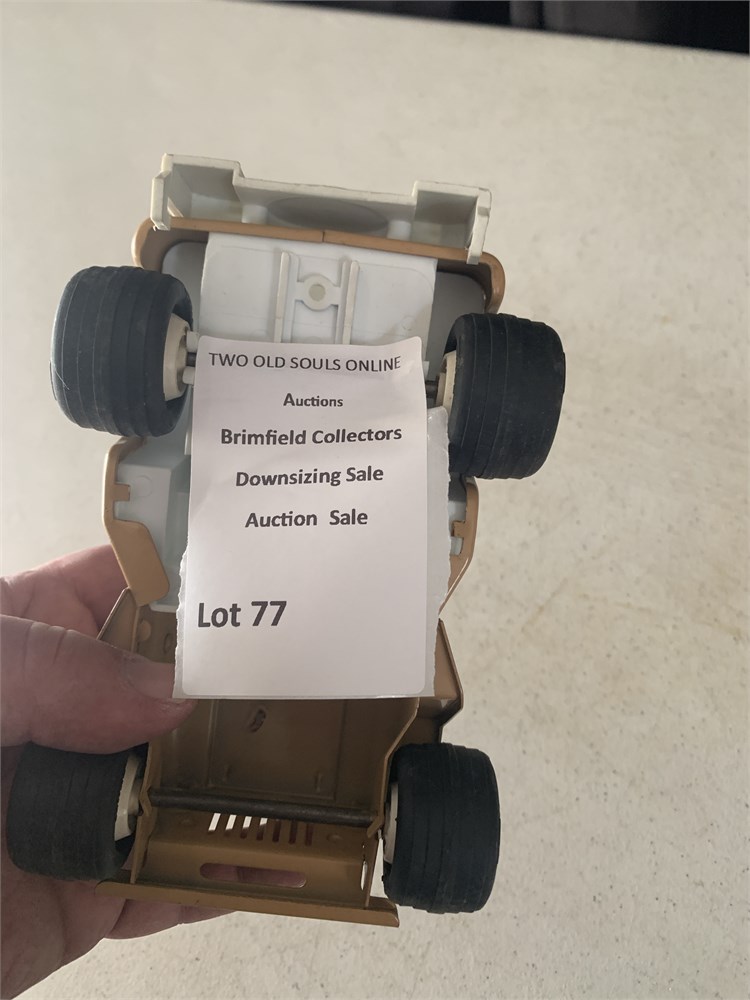 TWO OLD SOULS ONLINE
Auctions
Brimfield Collectors
Downsizing Sale
Auction Sale
Lot 77